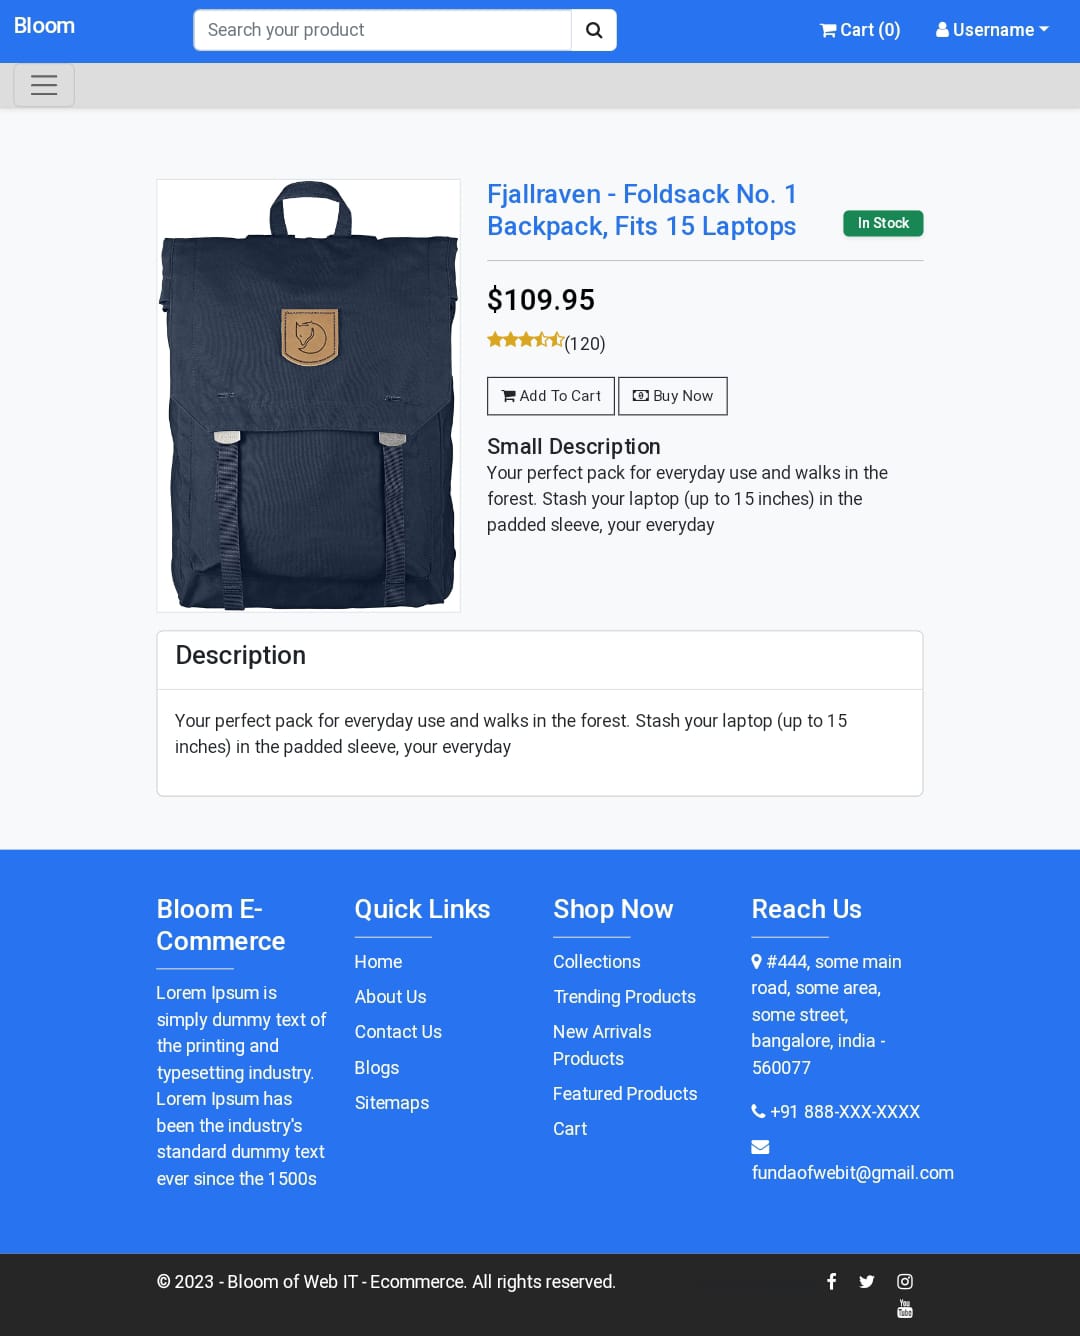 Bloom
Search your product
Cart (0)
Username
Fjallraven - Foldsack No. 1
Backpack, Fits 15 Laptops
In Stock
$109.95
(120)
Add To Cart
Buy Now
Small Description
Your perfect pack for everyday use and walks in the
forest. Stash your laptop (up to 15 inches) in the
padded sleeve, your everyday
Description
Your perfect pack for everyday use and walks in the forest. Stash your laptop (up to 15
inches) in the padded sleeve, your everyday
Bloom E-
Commerce
Lorem Ipsum is
simply dummy text of
the printing and
typesetting industry.
Lorem Ipsum has
been the industry's
standard dummy text
ever since the 1500s
Quick Links
Home
About Us
Contact Us
Blogs
Sitemaps
Shop Now
Collections
Trending Products
New Arrivals
Products
Featured Products
Cart
Reach Us
#444, some main
road, some area,
some street,
bangalore, india -
560077
+91 888-XXX-XXXX
fundaofwebit@gmail.com
© 2023 - Bloom of Web IT - Ecommerce. All rights reserved.
You
Tube